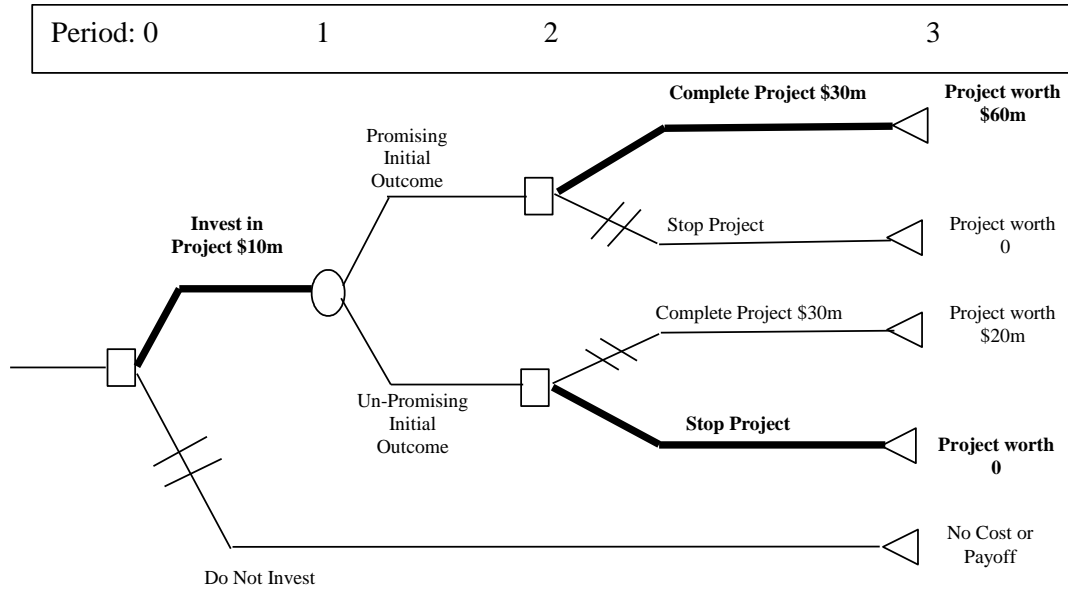 Period: 0 1 2 3
Complete Project $30m
Project worth
$60m
Promising
Initial
Outcome
Invest in
Project $10m
Stop Project
Project worth
0
Complete Project $30m
Project worth
$20m
Un-Promising
Initial
Outcome
Stop Project
Project worth
0
No Cost or
Payoff
Do Not Invest